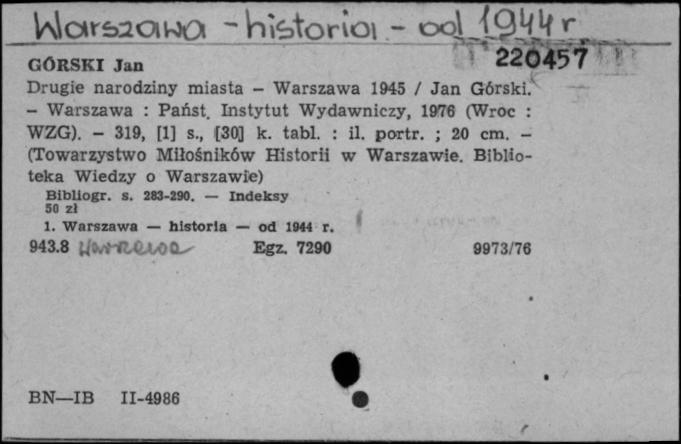 Warszawa - historia - od 1944 r
220457
GÓRSKI Jan
Drugie narodziny miasta - Warszawa 1945 / Jan Górski.
- Warszawa : Państ. Instytut Wydawniczy, 1976 (Wroc :
WZG). - 319, [1] s., [30] k. tabl. : il. portr. ; 20 cm. -
(Towarzystwo Miłośników Historii w Warszawie. Biblio-
teka Wiedzy o Warszawie)
Bibliogr. s. 283-290. — Indeksy
50 zł
1. Warszawa — historia — od 1944 r.
943.8 Warszawa Egz. 7290 9973/76
BN—IB II-4986